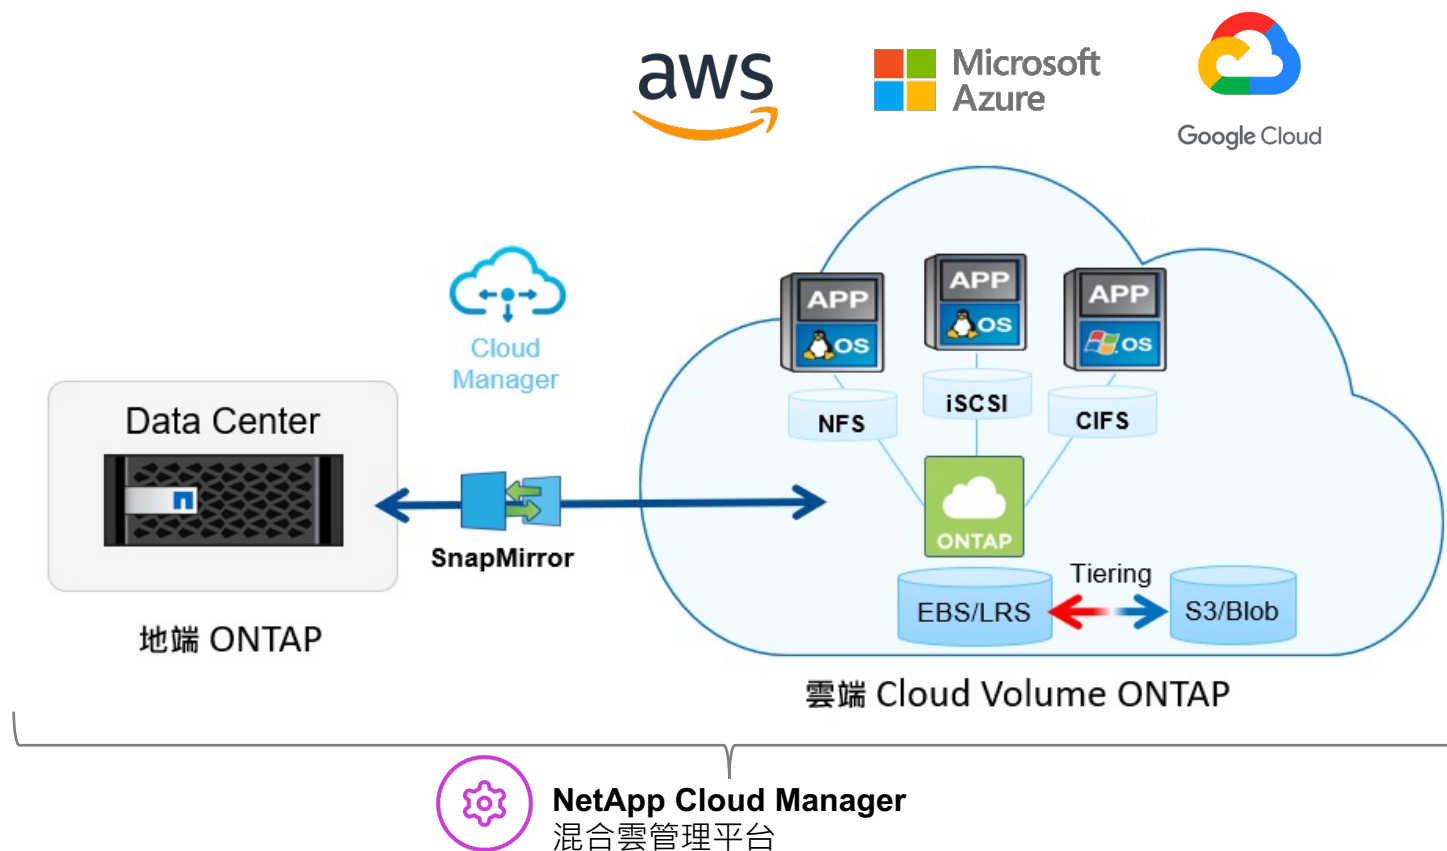 aws
Microsoft
Azure
Google Cloud
Cloud
Manager
Data Center
SnapMirror
地端 ONTAP
APP
OS
APP
OS
APP
OS
NFS
iSCSI
CIFS
ONTAP
EBS/LRS
Tiering
S3/Blob
雲端 Cloud Volume ONTAP
NetApp Cloud Manager
混合雲管理平台